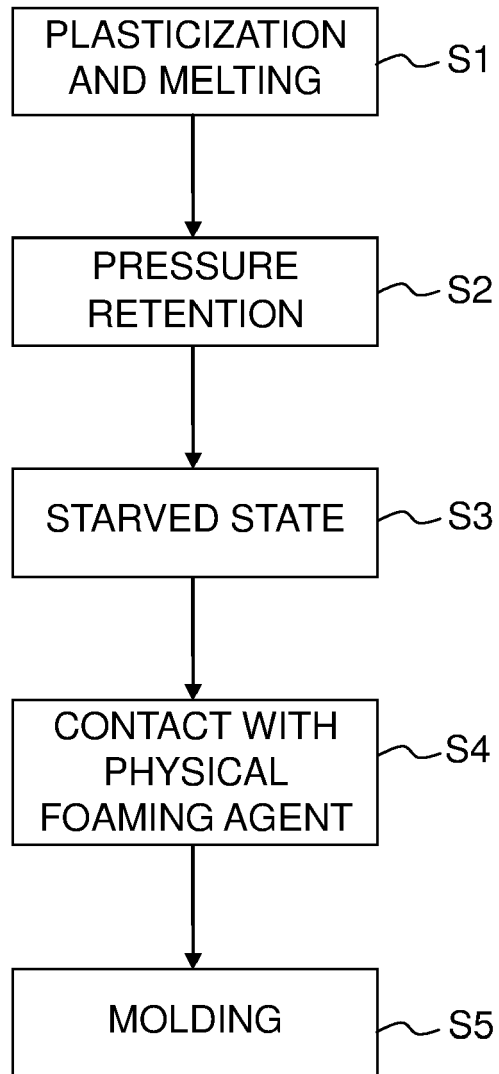 PLASTICIZATION
AND MELTING
S1
PRESSURE
RETENTION
S2
STARVED STATE
S3
CONTACT WITH
PHYSICAL
FOAMING AGENT
S4
MOLDING
S5